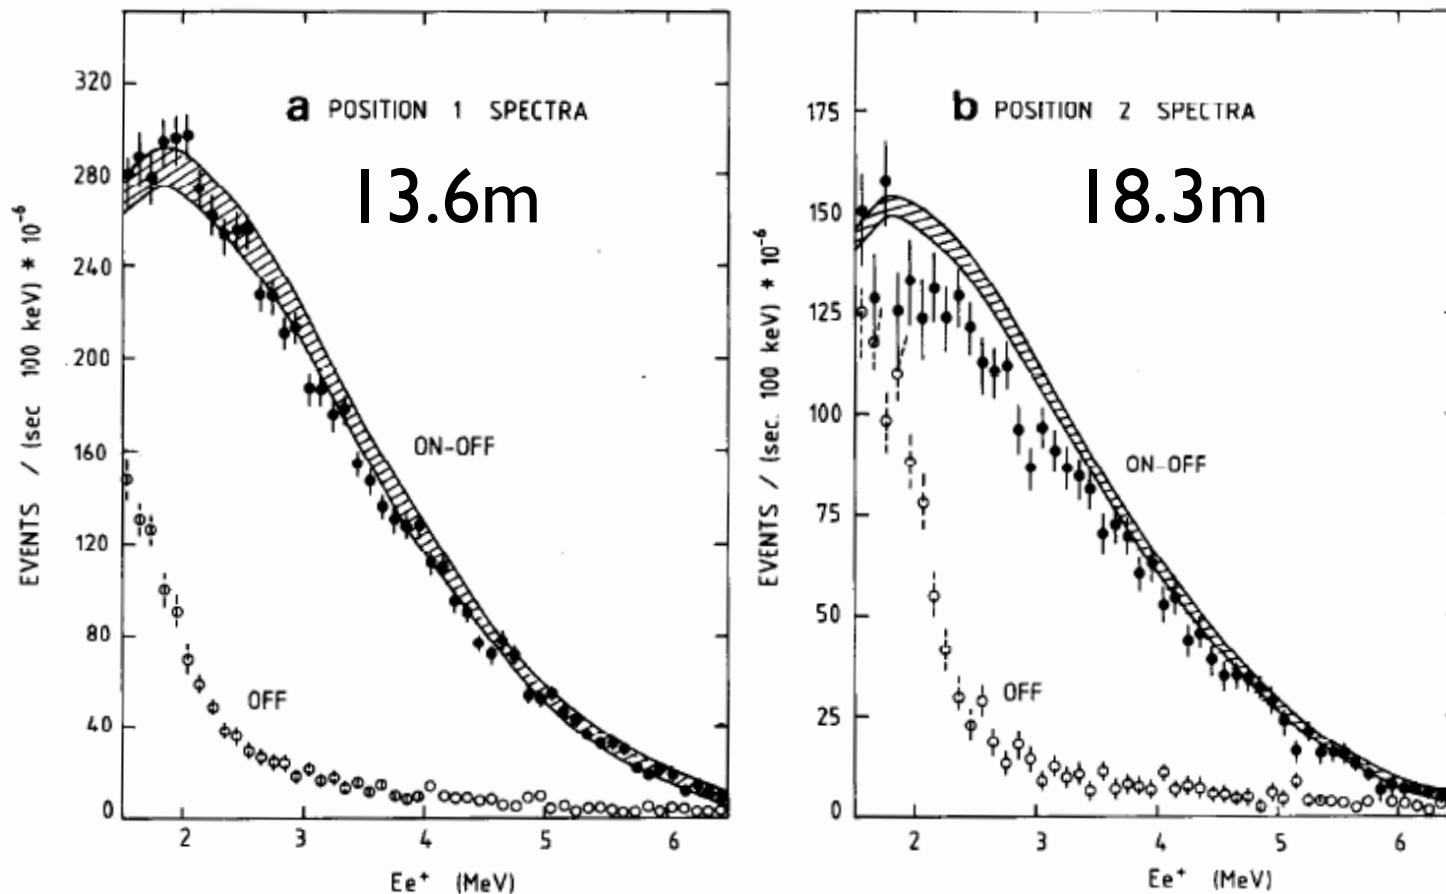 a POSITION 1 SPECTRA
13.6m
320
280
240
200
160
120
80
40
0
EVENTS / (sec 100 keV) * 10⁻⁶
ON-OFF
OFF
2 3 4 5 6
Ee⁺ (MeV)
b POSITION 2 SPECTRA
18.3m
175
150
125
100
75
50
25
0
EVENTS / (sec. 100 keV) * 10⁻⁶
ON-OFF
OFF
2 3 4 5 6
Ee⁺ (MeV)